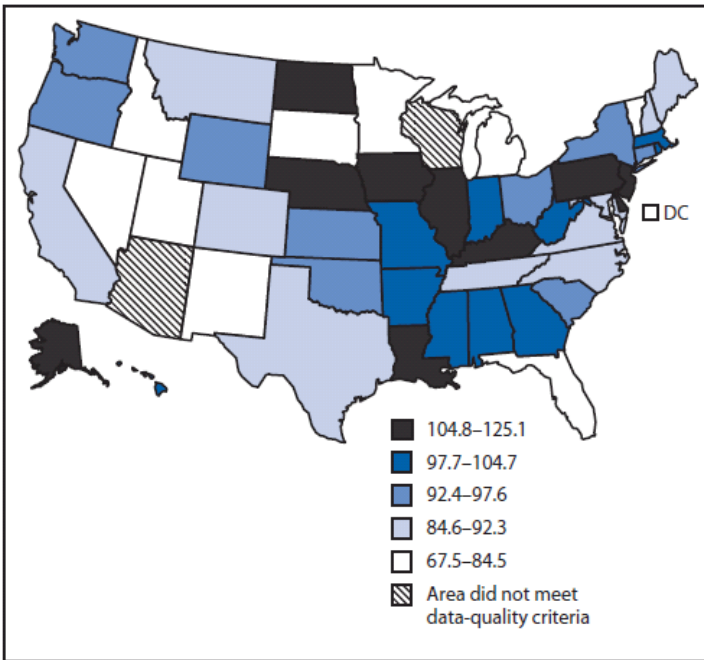 DC
104.8–125.1
97.7–104.7
92.4–97.6
84.6–92.3
67.5–84.5
Area did not meet
data-quality criteria